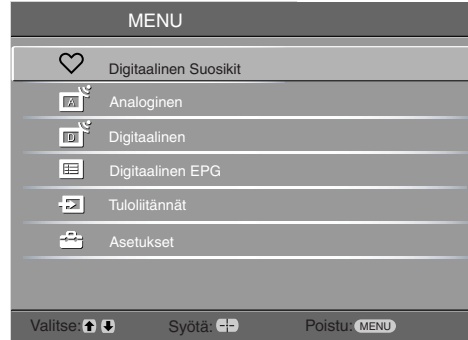 MENU
Digitaalinen Suosikit
A Analoginen
D Digitaalinen
Digitaalinen EPG
Tuloliitännät
Asetukset
Valitse: Syötä: Poistu: MENU